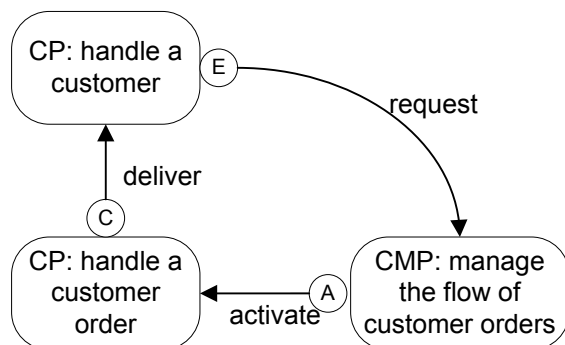 CP: handle a
customer
E
request
deliver
C
CP: handle a
customer
order
A
activate
CMP: manage
the flow of
customer orders